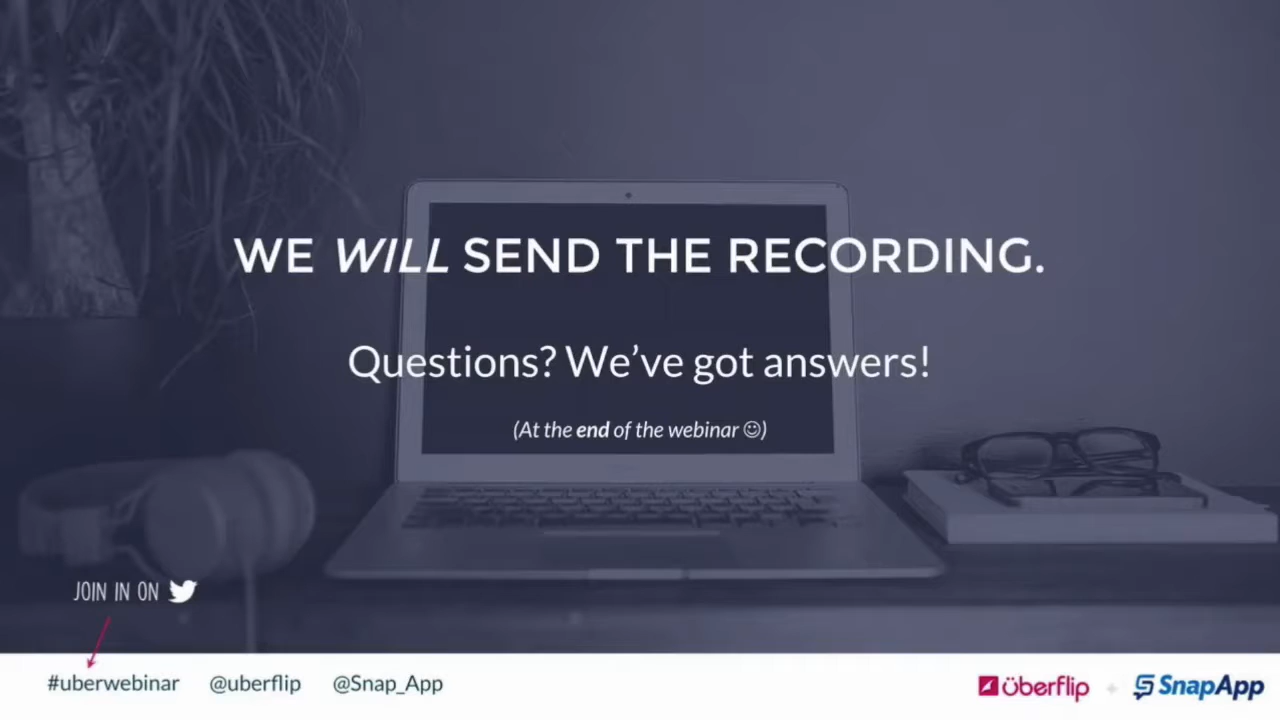 WE WILL SEND THE RECORDING.
Questions? We've got answers!
(At the end of the webinar ☺)
JOIN IN ON
#uberwebinar @uberflip @Snap_App
überflip + SnapApp